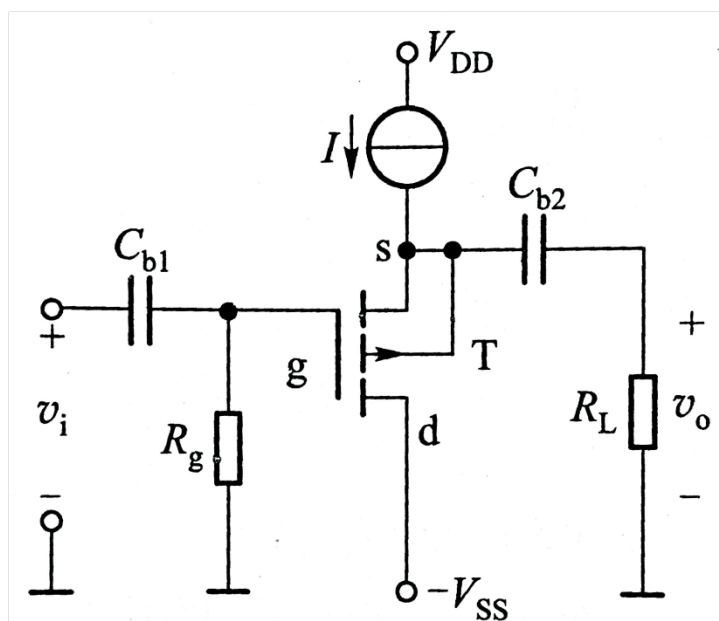 V_DD
I
C_b2
s
C_b1
+
+
g
T
v_i
R_g
d
R_L
v_o
−
−
−V_SS